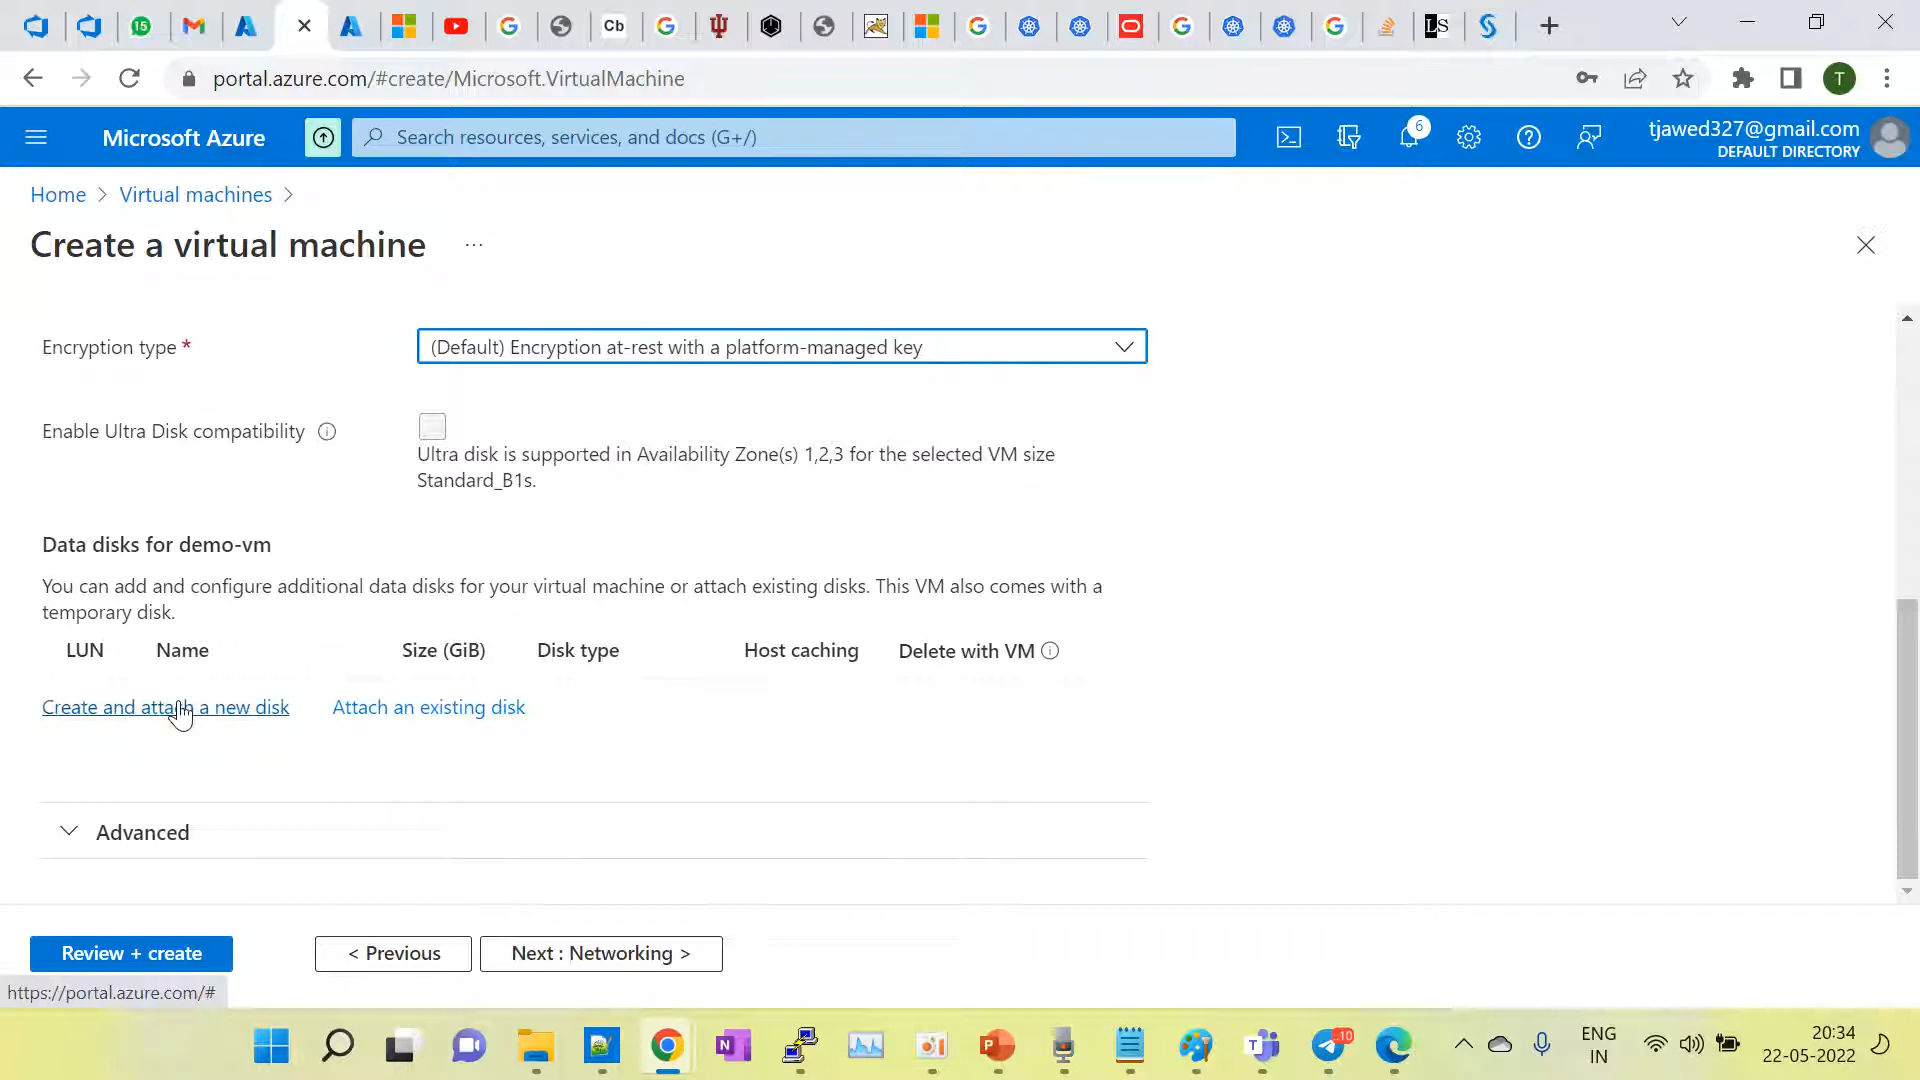 15
Cb
LS
portal.azure.com/#create/Microsoft.VirtualMachine
T
Microsoft Azure
Search resources, services, and docs (G+/)
6
tjawed327@gmail.com
DEFAULT DIRECTORY
Home > Virtual machines >
Create a virtual machine ...
Encryption type *
(Default) Encryption at-rest with a platform-managed key
Enable Ultra Disk compatibility
Ultra disk is supported in Availability Zone(s) 1,2,3 for the selected VM size
Standard_B1s.
Data disks for demo-vm
You can add and configure additional data disks for your virtual machine or attach existing disks. This VM also comes with a
temporary disk.
LUN Name Size (GiB) Disk type Host caching Delete with VM
Create and attach a new disk Attach an existing disk
Advanced
Review + create < Previous Next : Networking >
https://portal.azure.com/#
10
ENG
IN
20:34
22-05-2022